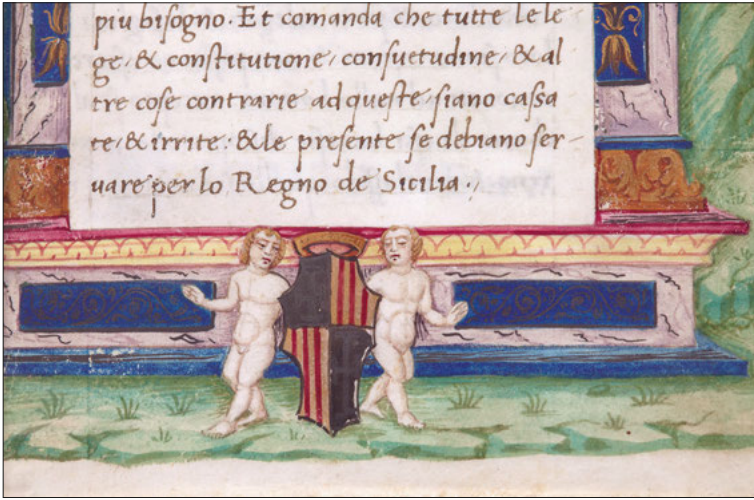 piu bisogno. Et comanda che tutte le le-
ge, & constitutione, consuetudine, & al
tre cose contrarie ad queste, siano cassa
te, & irrite: & le presente se debiano ser-
uare per lo Regno de Sicilia.,